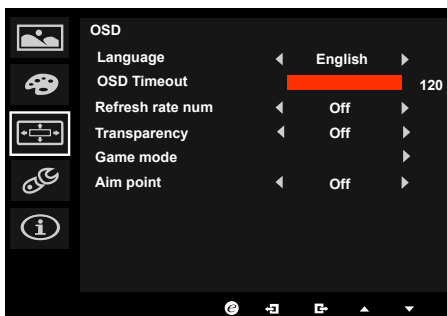 OSD
Language English
OSD Timeout 120
Refresh rate num Off
Transparency Off
Game mode
Aim point Off